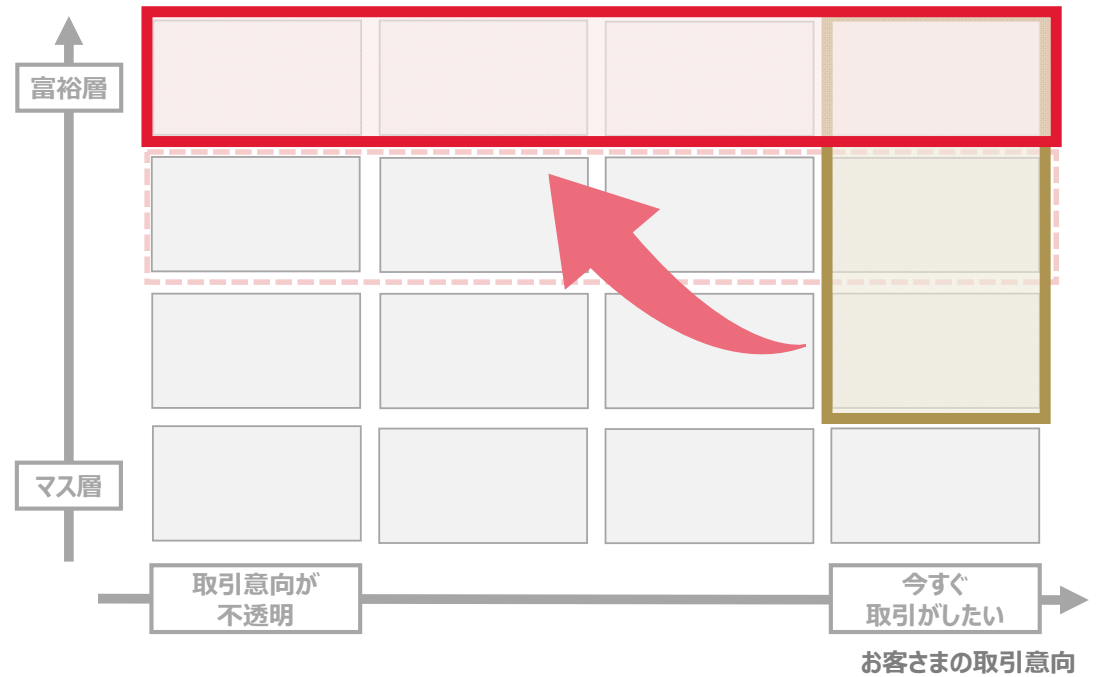 富裕層
マス層
取引意向が
不透明
今すぐ
取引がしたい
お客さまの取引意向